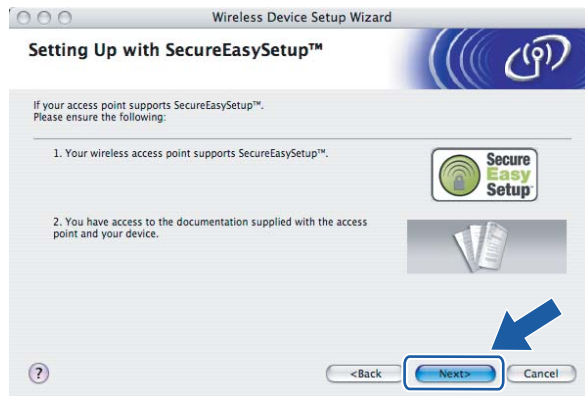 Wireless Device Setup Wizard
Setting Up with SecureEasySetup™
If your access point supports SecureEasySetup™.
Please ensure the following:
1. Your wireless access point supports SecureEasySetup™.
Secure
Easy
Setup
2. You have access to the documentation supplied with the access
point and your device.
?
<Back
Next>
Cancel